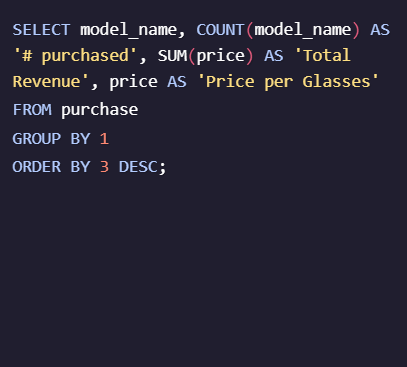 SELECT model_name, COUNT(model_name) AS
'# purchased', SUM(price) AS 'Total
Revenue', price AS 'Price per Glasses'
FROM purchase
GROUP BY 1
ORDER BY 3 DESC;